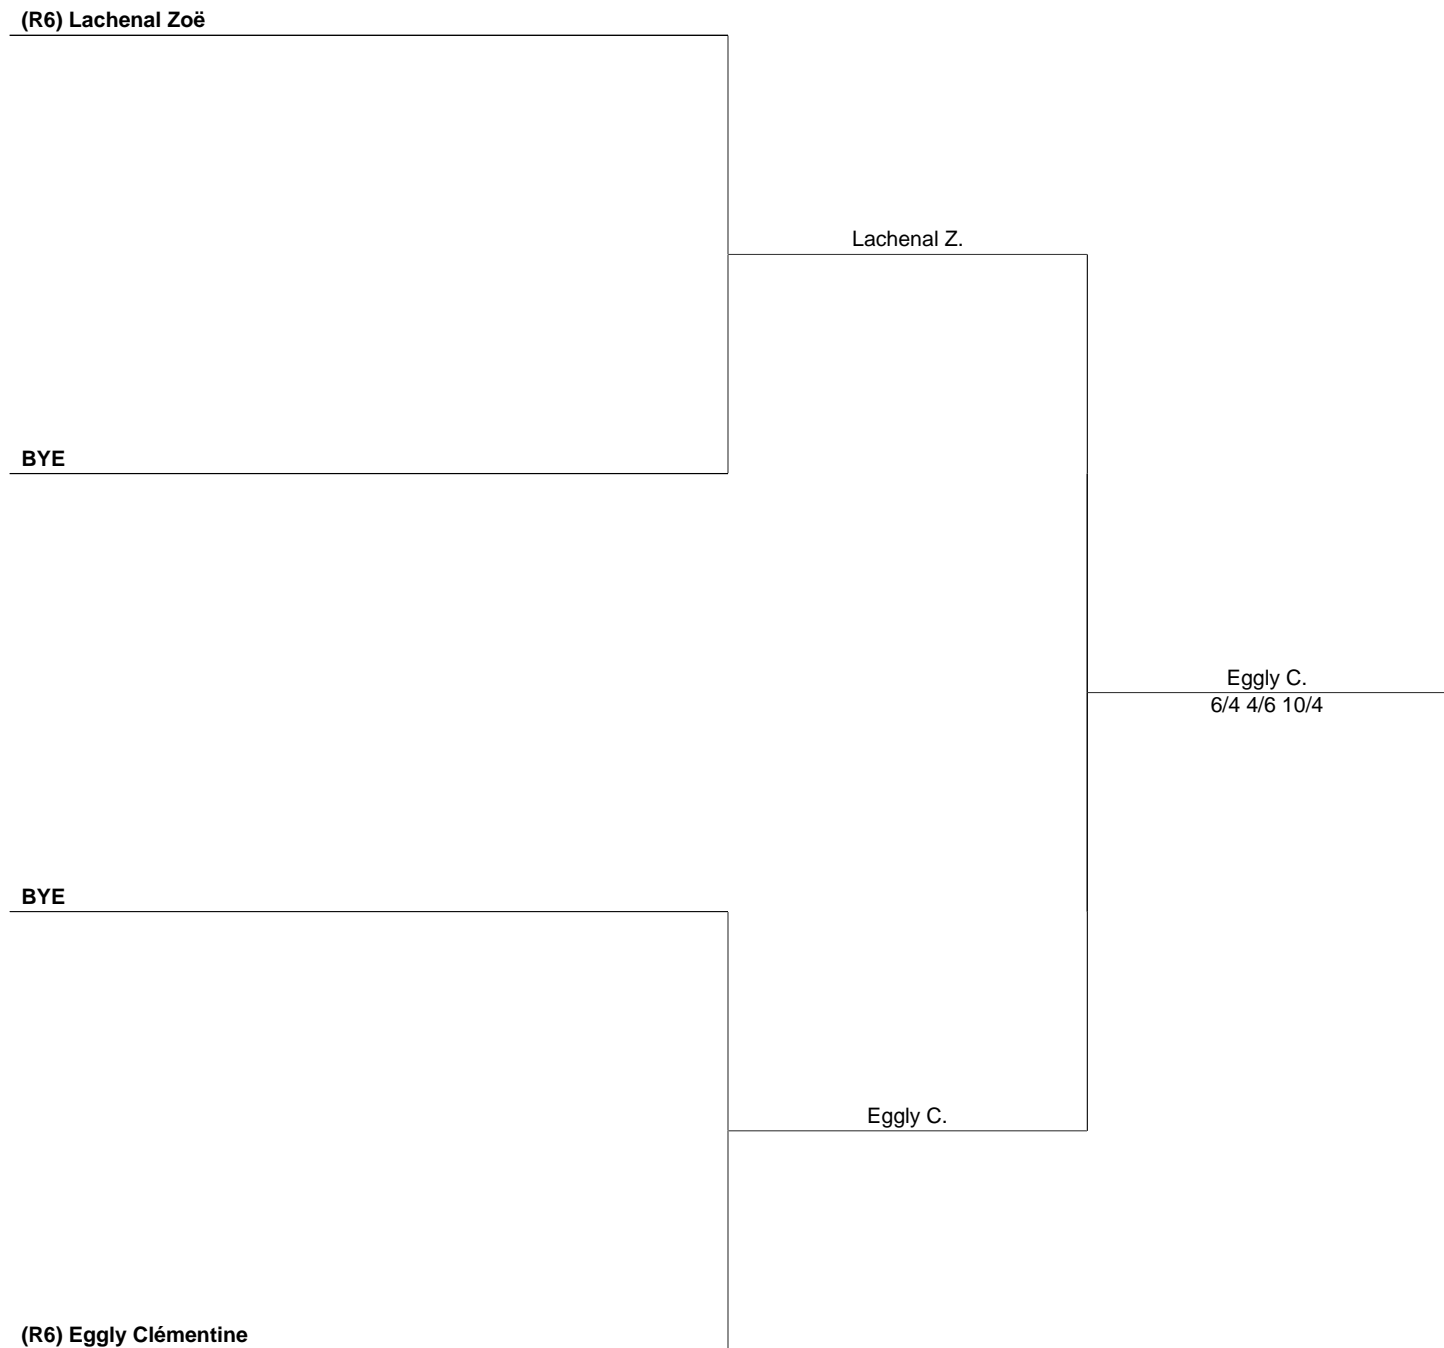 (R6) Lachenal Zoë
Lachenal Z.
BYE
Eggly C.
6/4 4/6 10/4
BYE
Eggly C.
(R6) Eggly Clémentine